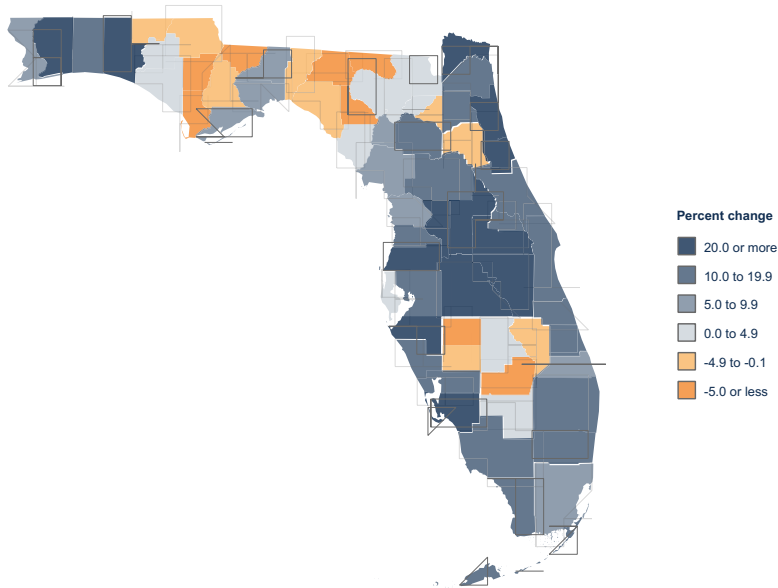 Percent change
20.0 or more
10.0 to 19.9
5.0 to 9.9
0.0 to 4.9
-4.9 to -0.1
-5.0 or less